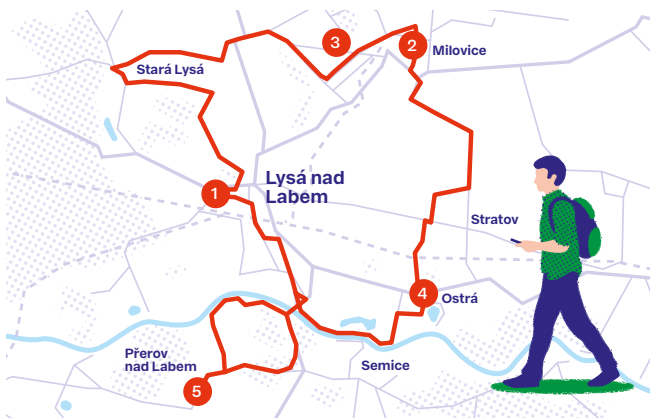 3
2
Milovice
Stará Lysá
1
Lysá nad
Labem
Stratov
4
Ostrá
Přerov
nad Labem
5
Semice